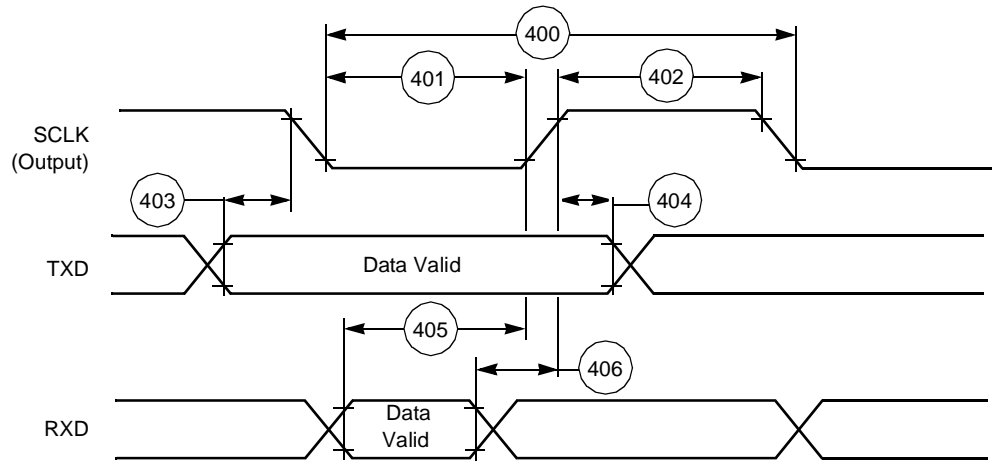 400
401
402
SCLK
(Output)
403
404
TXD
Data Valid
405
406
RXD
Data
Valid